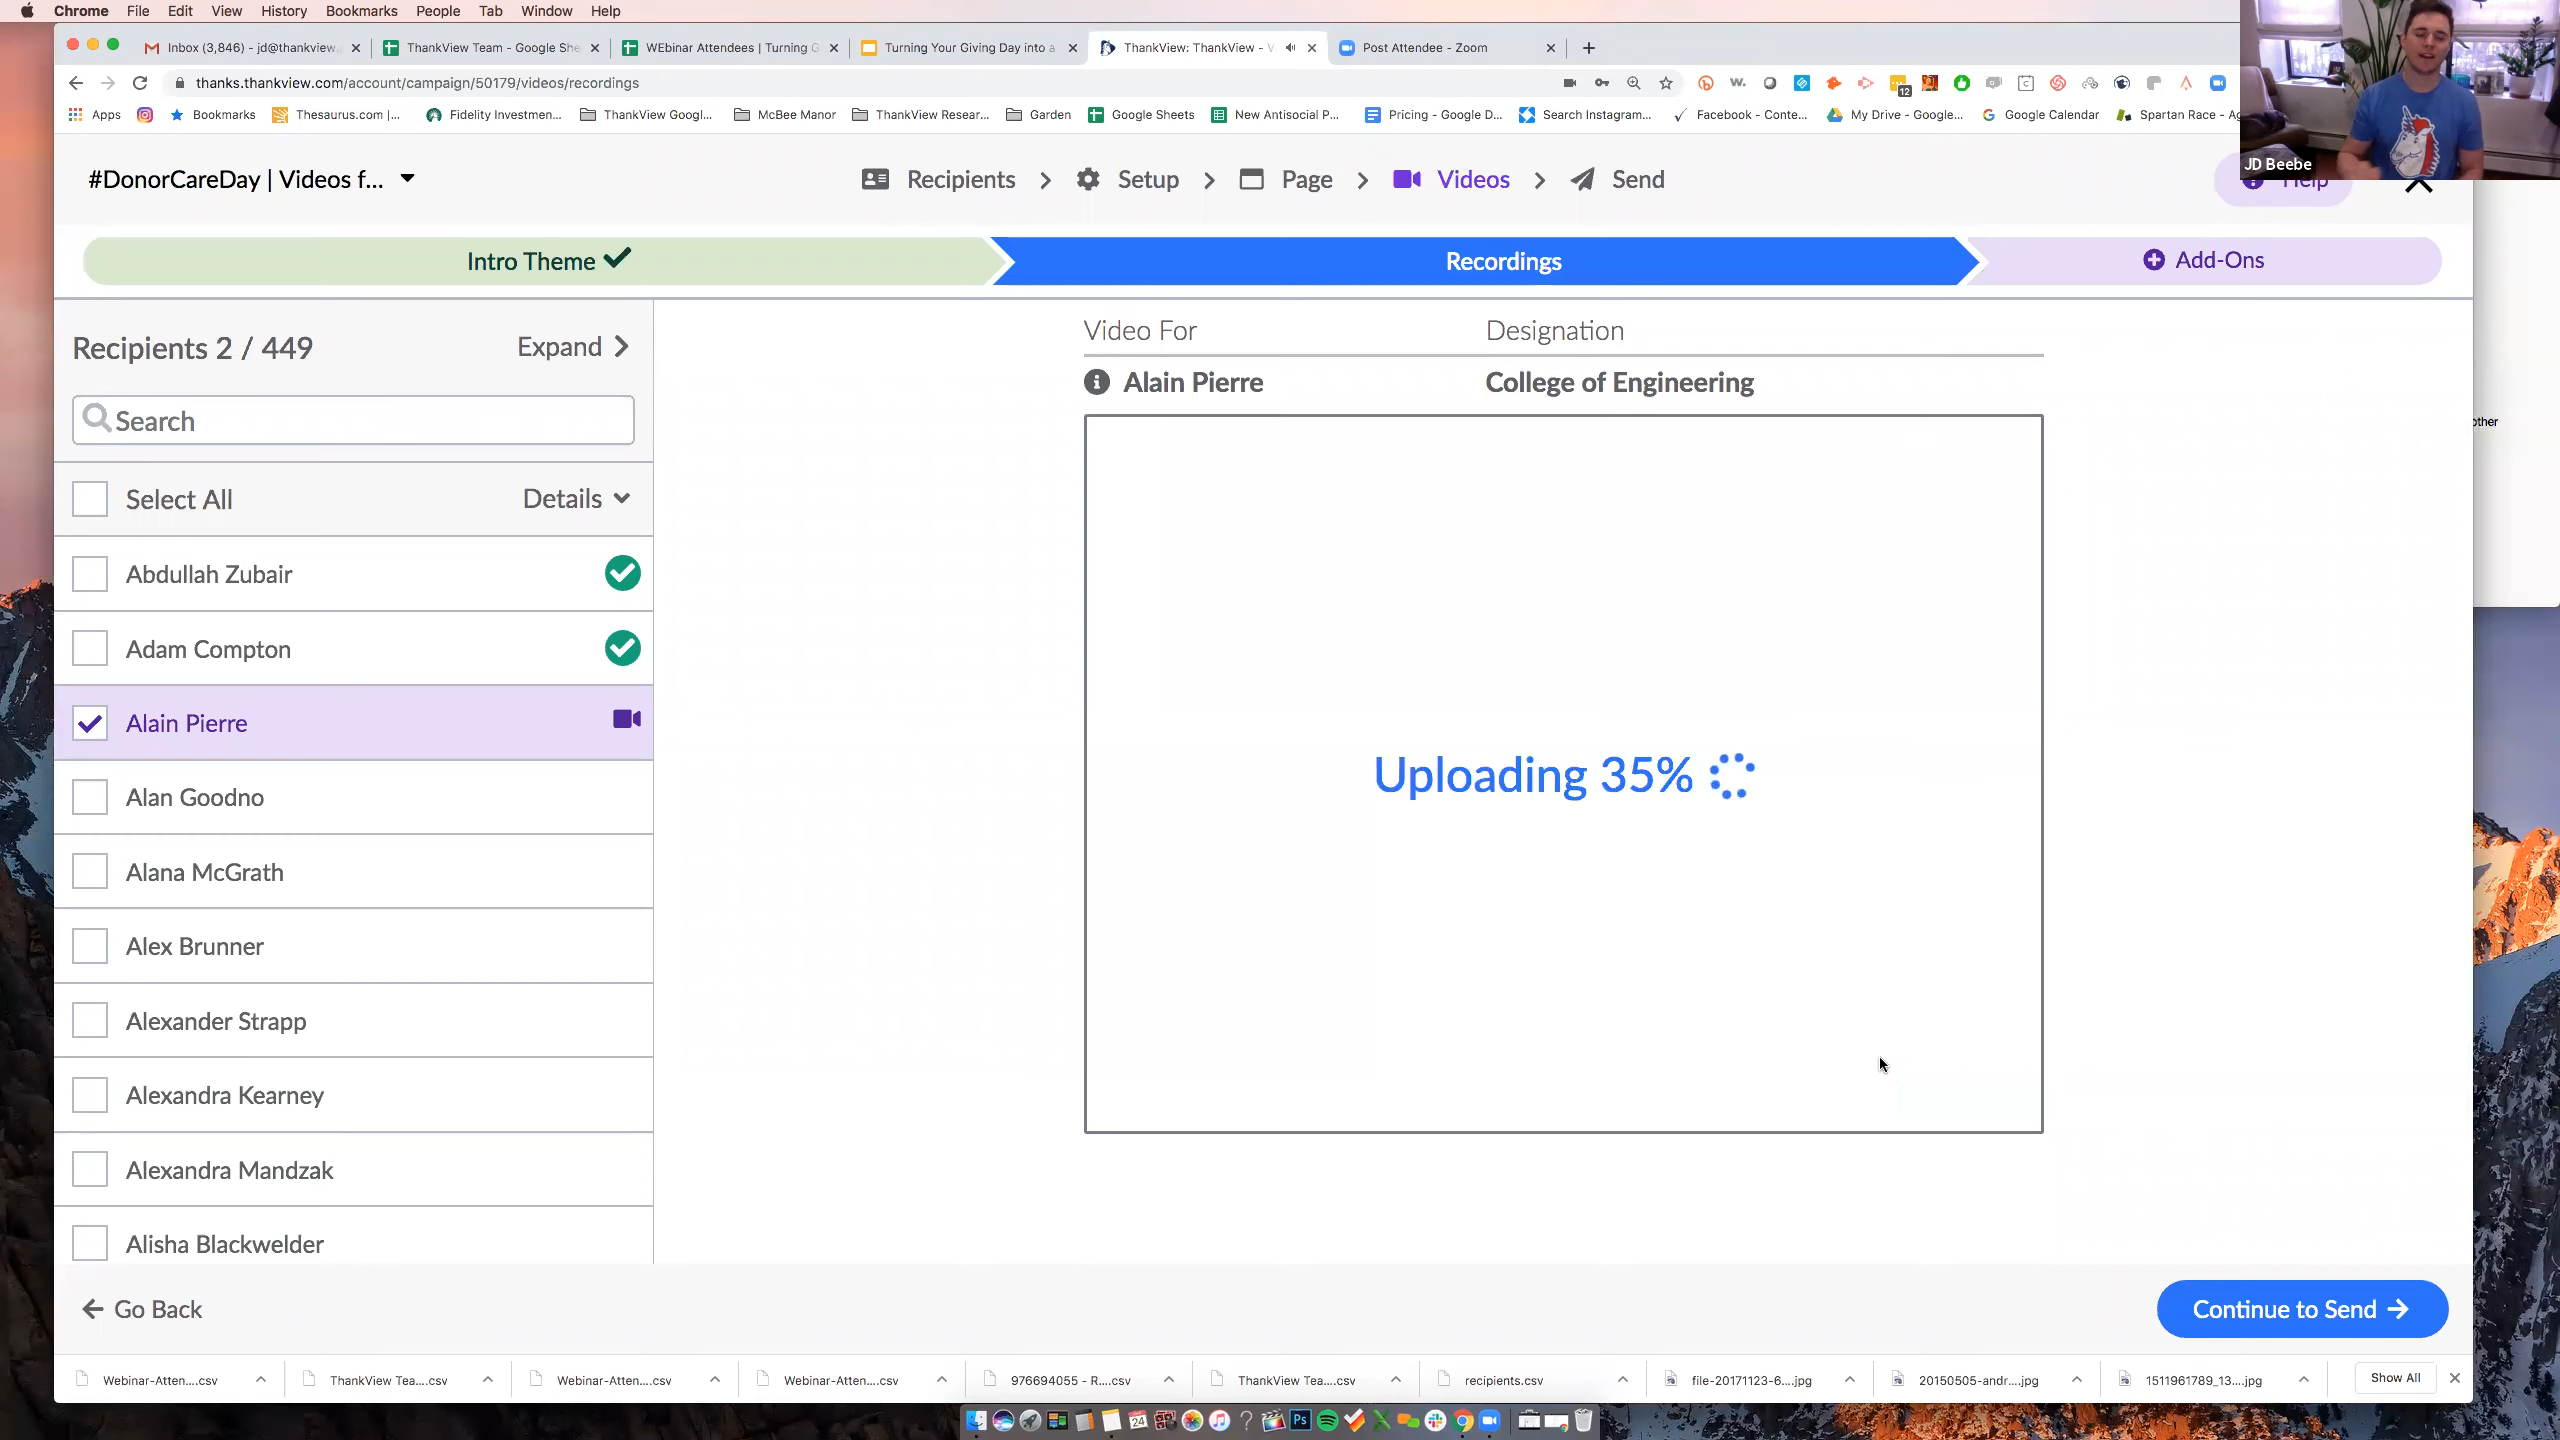 Chrome File Edit View History Bookmarks People Tab Window Help
Inbox (3,846) - jd@thankview.
ThankView Team - Google She
WEbinar Attendees | Turning G
Turning Your Giving Day into a
ThankView: ThankView - V
Post Attendee - Zoom
thanks.thankview.com/account/campaign/50179/videos/recordings
12
Apps
Bookmarks
Thesaurus.com |...
Fidelity Investmen...
ThankView Googl...
McBee Manor
ThankView Resear...
Garden
Google Sheets
New Antisocial P...
Pricing - Google D...
Search Instagram...
Facebook - Conte...
My Drive - Google...
Google Calendar
Spartan Race - Ag
JD Beebe
#DonorCareDay | Videos f...
Recipients
Setup
Page
Videos
Send
Help
Intro Theme
Recordings
Add-Ons
Recipients 2 / 449
Expand
Search
Select All
Details
Abdullah Zubair
Adam Compton
Alain Pierre
Alan Goodno
Alana McGrath
Alex Brunner
Alexander Strapp
Alexandra Kearney
Alexandra Mandzak
Alisha Blackwelder
Video For
Designation
Alain Pierre
College of Engineering
Uploading 35%
other
Go Back
Continue to Send
Webinar-Atten....csv
ThankView Tea....csv
Webinar-Atten....csv
Webinar-Atten....csv
976694055 - R....csv
ThankView Tea....csv
recipients.csv
file-20171123-6....jpg
20150505-andr....jpg
1511961789_13....jpg
Show All
24
Ps